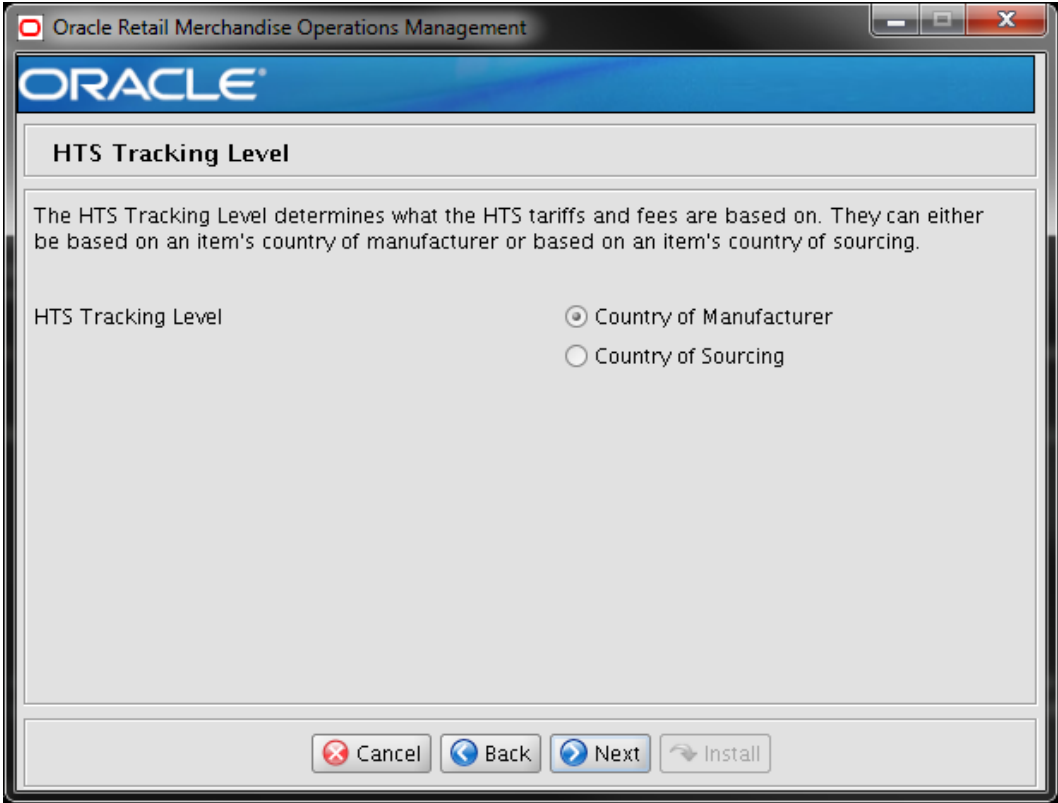 Oracle Retail Merchandise Operations Management
ORACLE®
HTS Tracking Level
The HTS Tracking Level determines what the HTS tariffs and fees are based on. They can either
be based on an item's country of manufacturer or based on an item's country of sourcing.
HTS Tracking Level
Country of Manufacturer
Country of Sourcing
Cancel Back Next Install